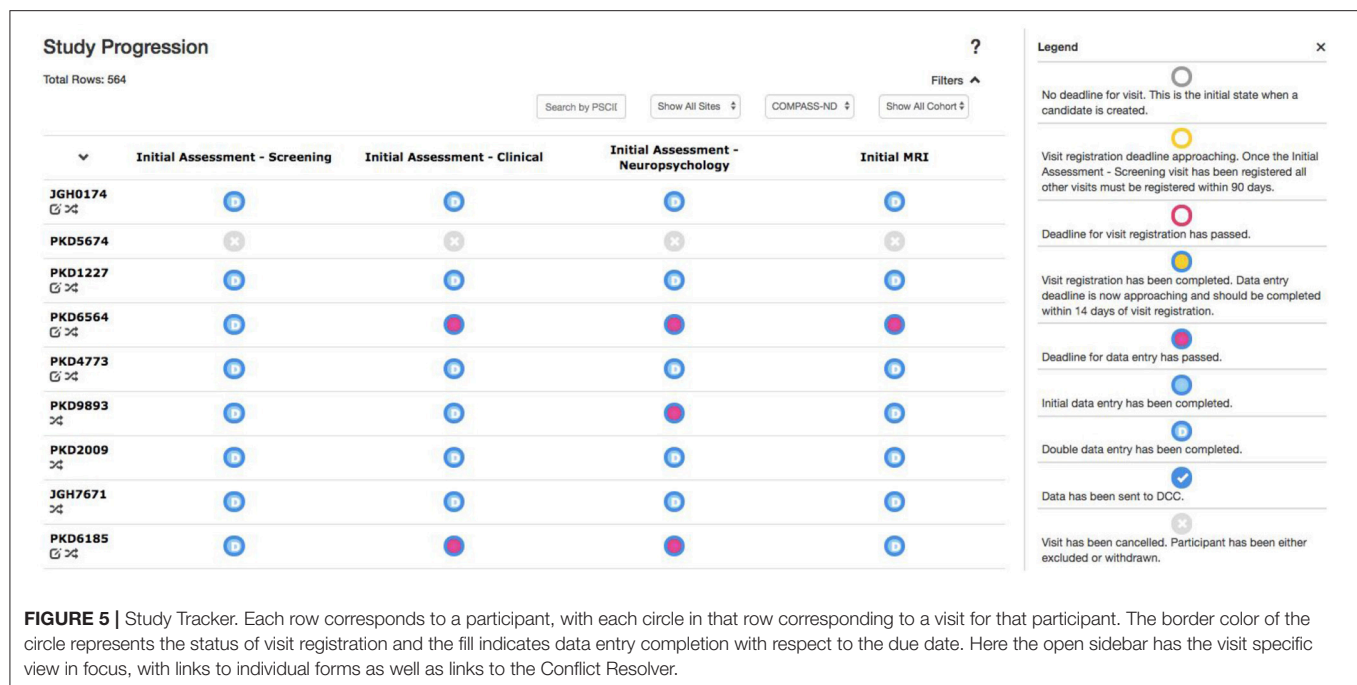 Study Progression
?
Total Rows: 564
Filters
Search by PSCII
Show All Sites
COMPASS-ND
Show All Cohort
Initial Assessment - Screening
Initial Assessment - Clinical
Initial Assessment -
Neuropsychology
Initial MRI
JGH0174
D
D
D
D
PKD5674
PKD1227
D
D
D
D
PKD6564
D
PKD4773
D
D
D
D
PKD9893
D
D
D
PKD2009
D
D
D
D
JGH7671
D
D
D
D
PKD6185
D
D
Legend
×
No deadline for visit. This is the initial state when a
candidate is created.
Visit registration deadline approaching. Once the Initial
Assessment - Screening visit has been registered all
other visits must be registered within 90 days.
Deadline for visit registration has passed.
Visit registration has been completed. Data entry
deadline is now approaching and should be completed
within 14 days of visit registration.
Deadline for data entry has passed.
Initial data entry has been completed.
D
Double data entry has been completed.
Data has been sent to DCC.
Visit has been cancelled. Participant has been either
excluded or withdrawn.
FIGURE 5 | Study Tracker. Each row corresponds to a participant, with each circle in that row corresponding to a visit for that participant. The border color of the
circle represents the status of visit registration and the fill indicates data entry completion with respect to the due date. Here the open sidebar has the visit specific
view in focus, with links to individual forms as well as links to the Conflict Resolver.